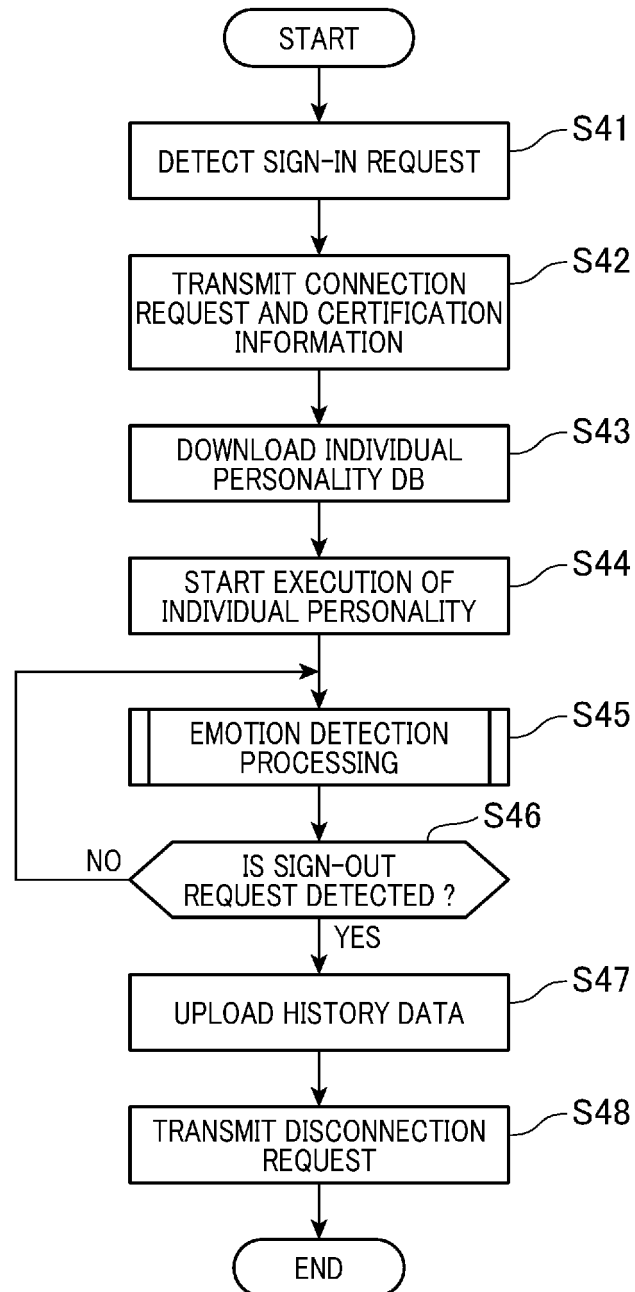 START
DETECT SIGN-IN REQUEST
S41
TRANSMIT CONNECTION
REQUEST AND CERTIFICATION
INFORMATION
S42
DOWNLOAD INDIVIDUAL
PERSONALITY DB
S43
START EXECUTION OF
INDIVIDUAL PERSONALITY
S44
EMOTION DETECTION
PROCESSING
S45
IS SIGN-OUT
REQUEST DETECTED ?
S46
NO
YES
UPLOAD HISTORY DATA
S47
TRANSMIT DISCONNECTION
REQUEST
S48
END